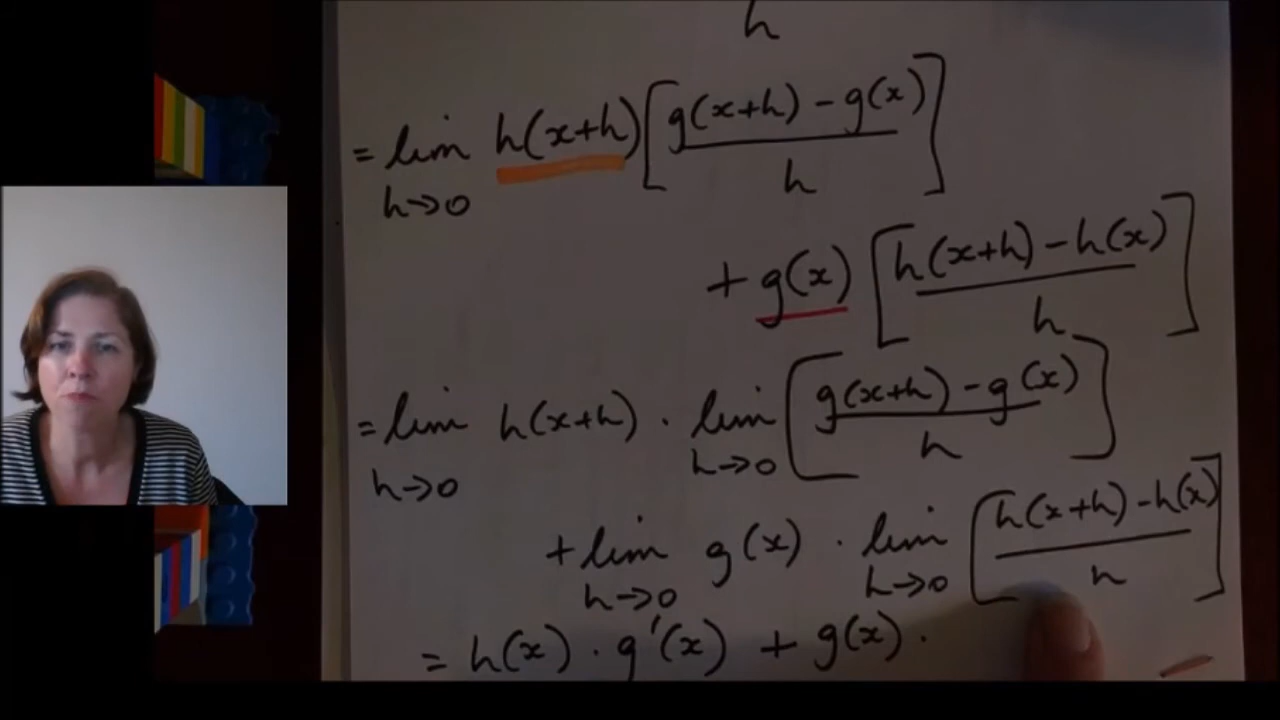 h
= lim h(x+h) [ g(x+h) - g(x) / h ]
h→0
+ g(x) [ h(x+h) - h(x) / h ]
= lim h(x+h) · lim [ g(x+h) - g(x) / h ]
h→0 h→0
+ lim g(x) · lim [ h(x+h) - h(x) / h ]
h→0 h→0
= h(x) · g'(x) + g(x) ·